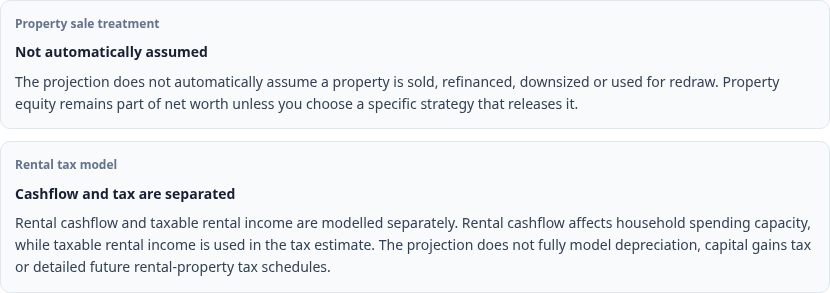 Property sale treatment
Not automatically assumed
The projection does not automatically assume a property is sold, refinanced, downsized or used for redraw. Property
equity remains part of net worth unless you choose a specific strategy that releases it.
Rental tax model
Cashflow and tax are separated
Rental cashflow and taxable rental income are modelled separately. Rental cashflow affects household spending capacity,
while taxable rental income is used in the tax estimate. The projection does not fully model depreciation, capital gains tax
or detailed future rental-property tax schedules.